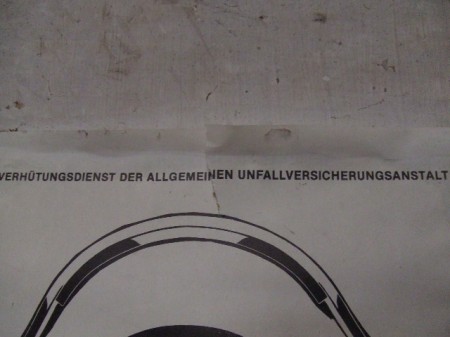 VERHÜTUNGSDIENST DER ALLGEMEINEN UNFALLVERSICHERUNGSANSTALT